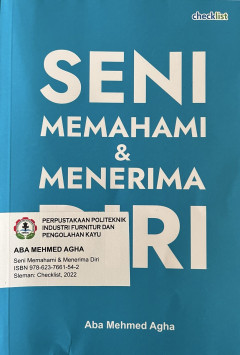 checklist
SENI
MEMAHAMI
&
MENERIMA
DIRI
PERPUSTAKAAN POLITEKNIK
INDUSTRI FURNITUR DAN
PENGOLAHAN KAYU
ABA MEHMED AGHA
Seni Memahami & Menerima Diri
ISBN 978-623-7661-54-2
Sleman: Checklist, 2022
Aba Mehmed Agha